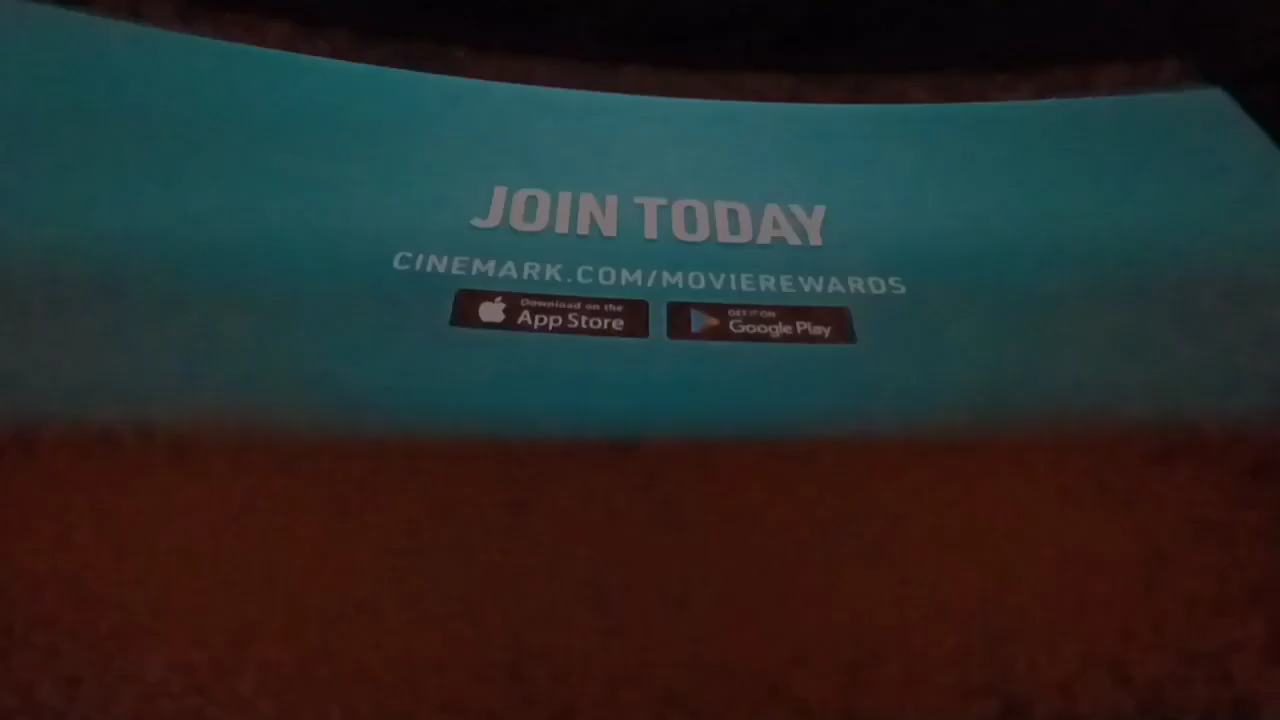 JOIN TODAY
CINEMARK.COM/MOVIEREWARDS
Download on the
App Store
GET IT ON
Google Play